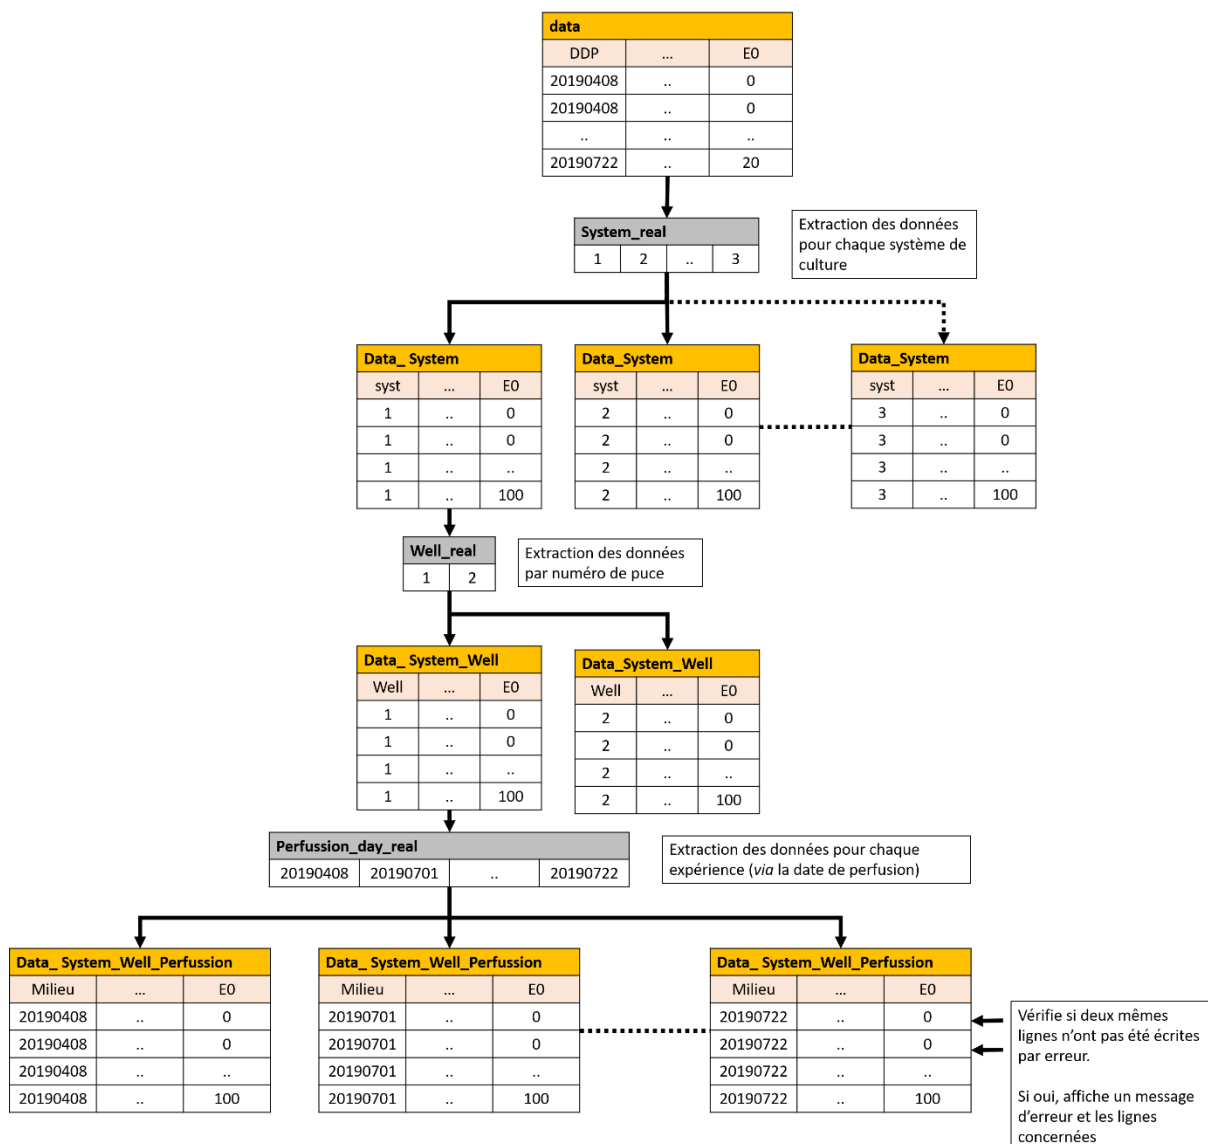 data
DDP ... E0
20190408 .. 0
20190408 .. 0
.. .. ..
20190722 .. 20
System_real
1 2 .. 3
Extraction des données
pour chaque système de
culture
Data_ System
syst ... E0
1 .. 0
1 .. 0
1 .. ..
1 .. 100
Data_System
syst ... E0
2 .. 0
2 .. 0
2 .. ..
2 .. 100
Data_System
syst ... E0
3 .. 0
3 .. 0
3 .. ..
3 .. 100
Well_real
1 2
Extraction des données
par numéro de puce
Data_ System_Well
Well ... E0
1 .. 0
1 .. 0
1 .. ..
1 .. 100
Data_System_Well
Well ... E0
2 .. 0
2 .. 0
2 .. ..
2 .. 100
Perfussion_day_real
20190408 20190701 .. 20190722
Extraction des données pour chaque
expérience (via la date de perfusion)
Data_ System_Well_Perfussion
Milieu ... E0
20190408 .. 0
20190408 .. 0
20190408 .. ..
20190408 .. 100
Data_ System_Well_Perfussion
Milieu ... E0
20190701 .. 0
20190701 .. 0
20190701 .. ..
20190701 .. 100
Data_ System_Well_Perfussion
Milieu ... E0
20190722 .. 0
20190722 .. 0
20190722 .. ..
20190722 .. 100
Vérifie si deux mêmes
lignes n'ont pas été écrites
par erreur.
Si oui, affiche un message
d'erreur et les lignes
concernées